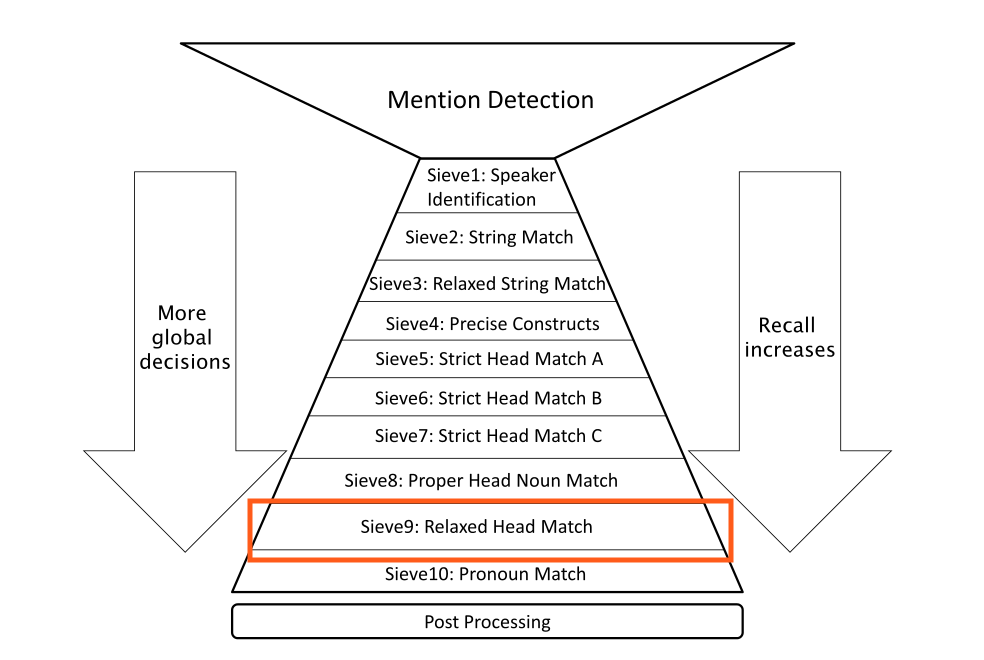 Mention Detection
Sieve1: Speaker
Identification
Sieve2: String Match
Sieve3: Relaxed String Match
Sieve4: Precise Constructs
Sieve5: Strict Head Match A
Sieve6: Strict Head Match B
Sieve7: Strict Head Match C
Sieve8: Proper Head Noun Match
Sieve9: Relaxed Head Match
Sieve10: Pronoun Match
Post Processing
More
global
decisions
Recall
increases